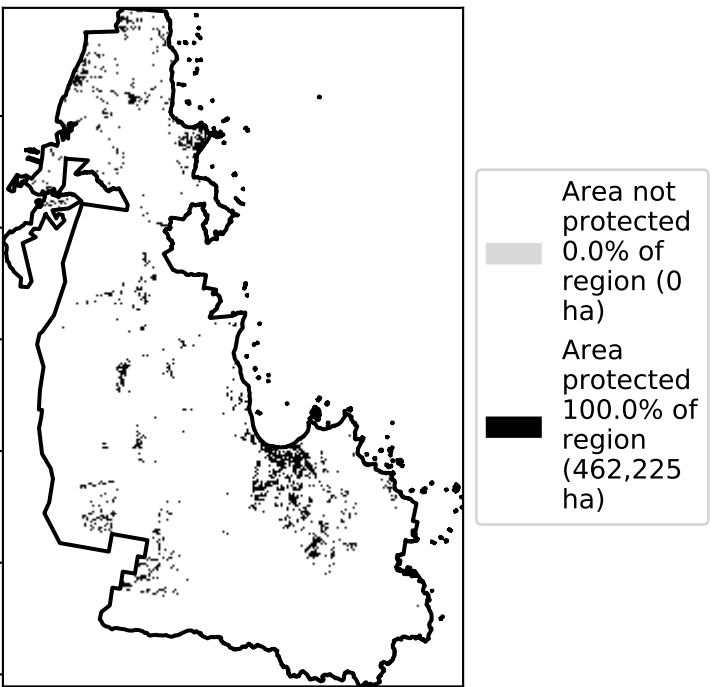 Area not
protected
0.0% of
region (0
ha)
Area
protected
100.0% of
region
(462,225
ha)